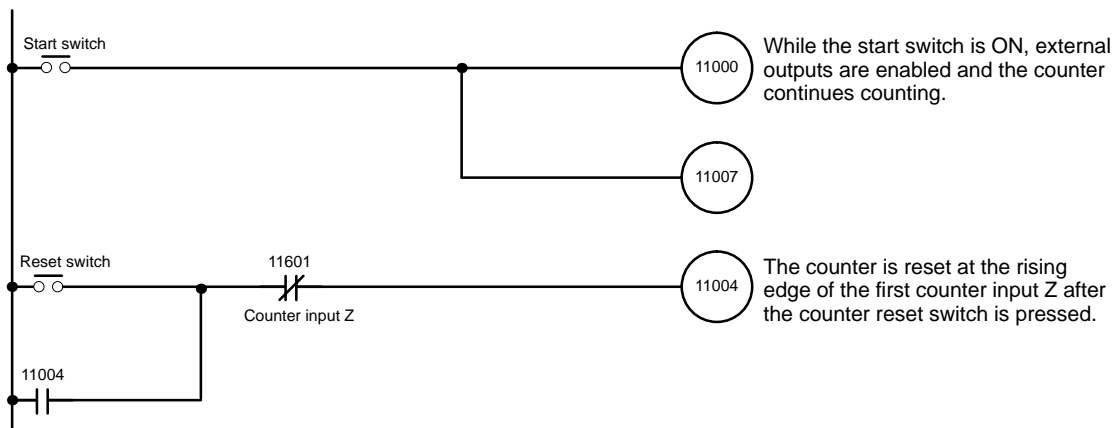 Start switch
11000
While the start switch is ON, external
outputs are enabled and the counter
continues counting.
11007
Reset switch
11601
Counter input Z
11004
The counter is reset at the rising
edge of the first counter input Z after
the counter reset switch is pressed.
11004